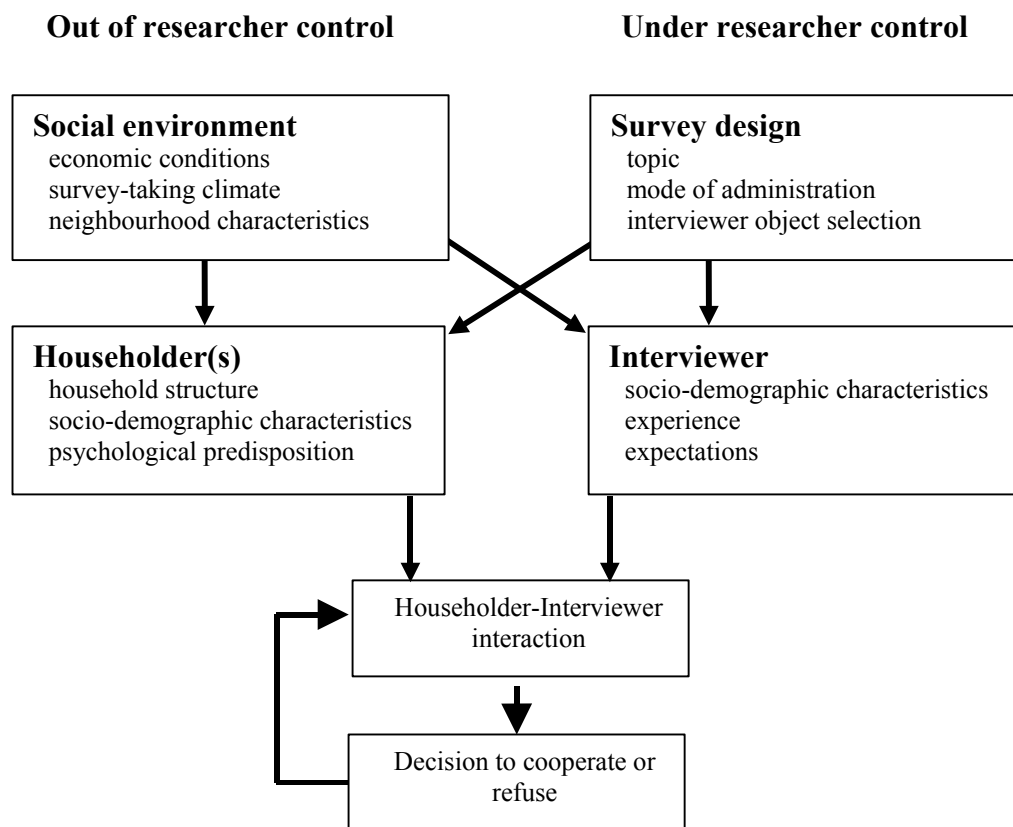 Out of researcher control
Under researcher control
Social environment
economic conditions
survey-taking climate
neighbourhood characteristics
Survey design
topic
mode of administration
interviewer object selection
Householder(s)
household structure
socio-demographic characteristics
psychological predisposition
Interviewer
socio-demographic characteristics
experience
expectations
Householder-Interviewer
interaction
Decision to cooperate or
refuse